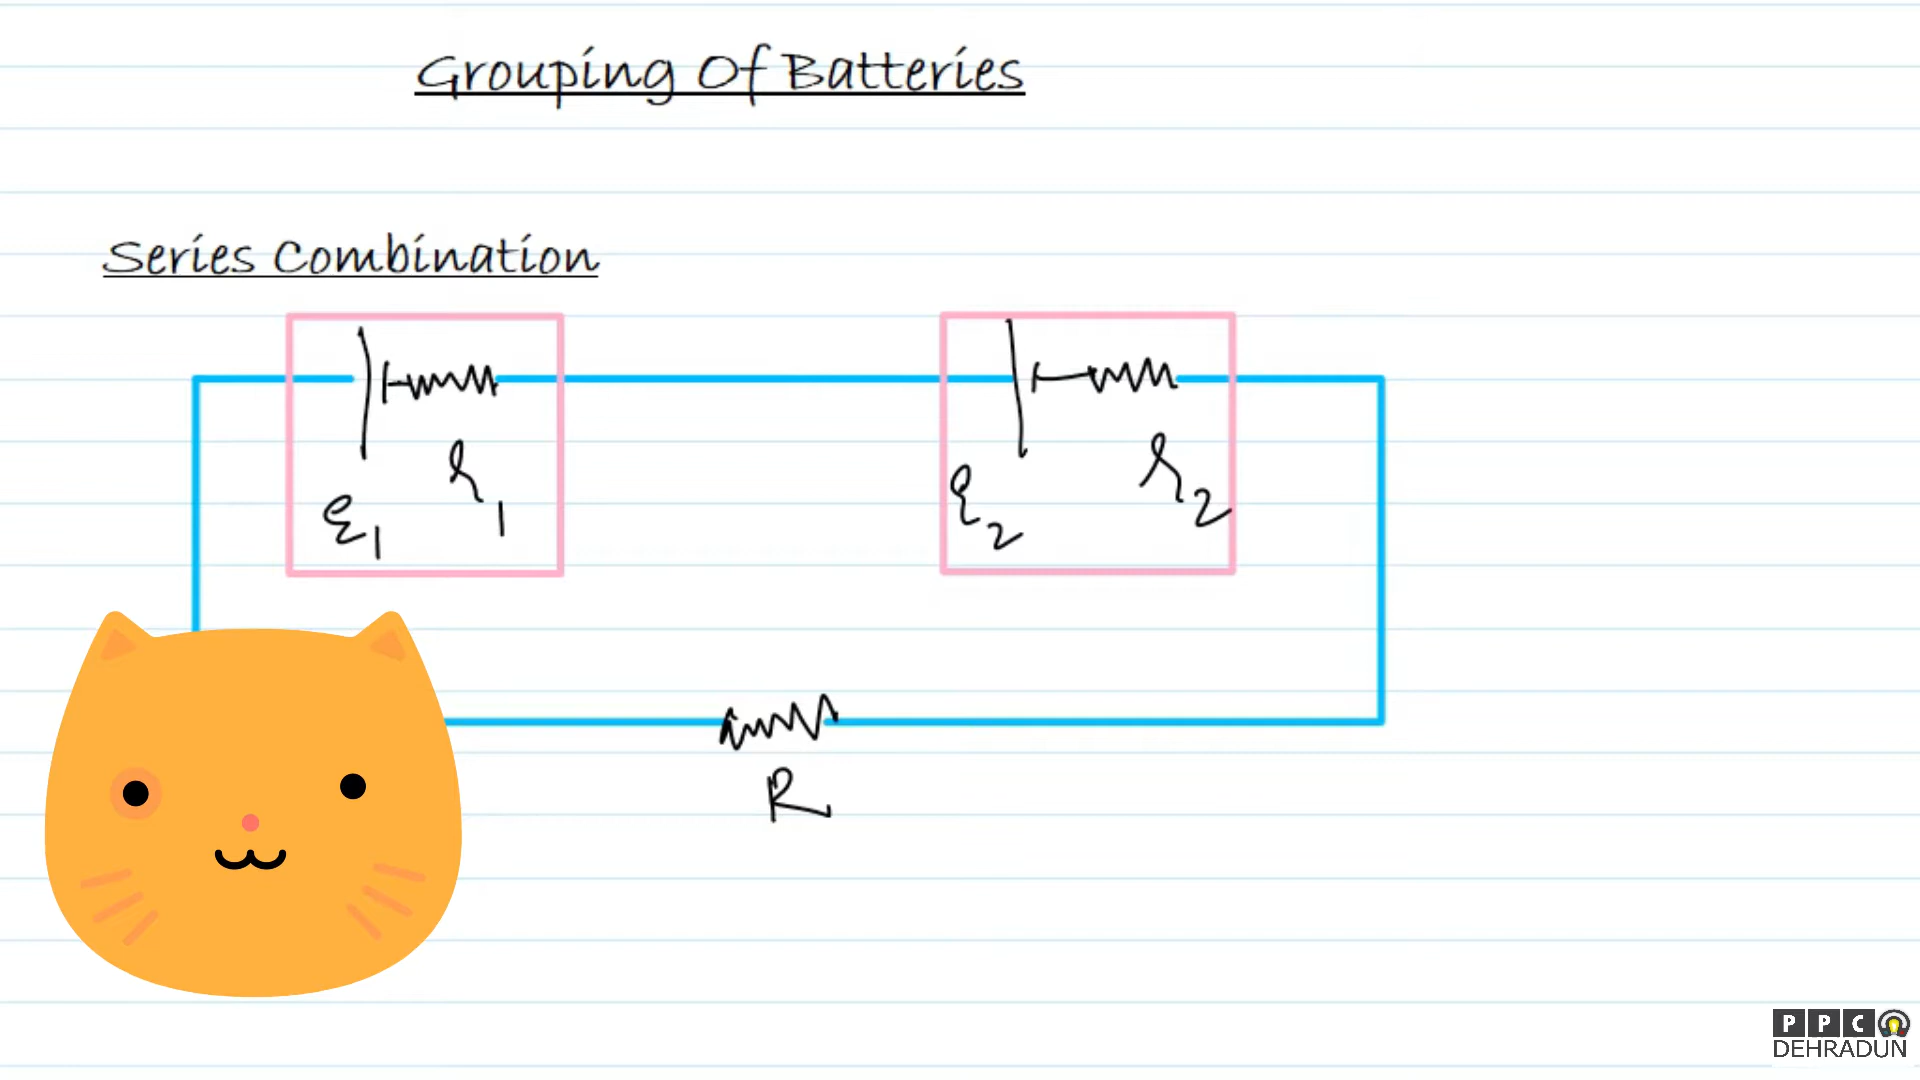 Grouping Of Batteries
Series Combination
ε1 r1
ε2 r2
R
PPC
DEHRADUN